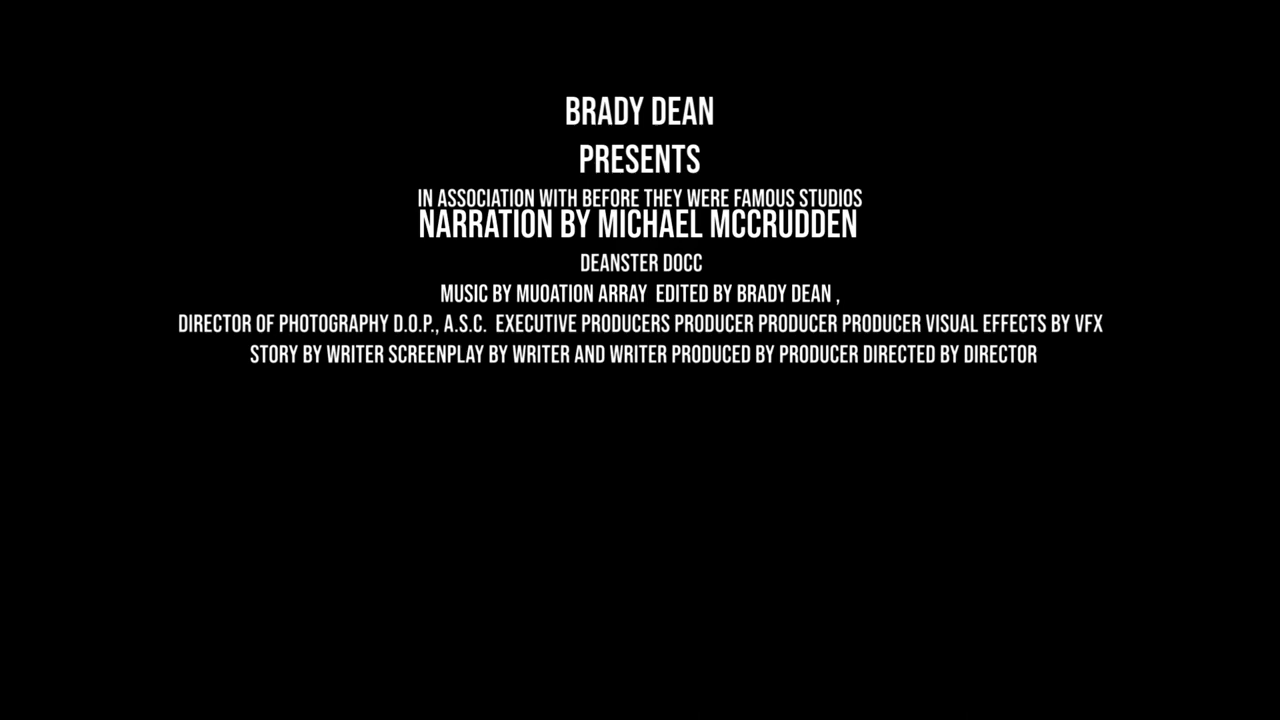 BRADY DEAN
PRESENTS
IN ASSOCIATION WITH BEFORE THEY WERE FAMOUS STUDIOS
NARRATION BY MICHAEL MCCRUDDEN
DEANSTER DOCC
MUSIC BY MUOATION ARRAY EDITED BY BRADY DEAN ,
DIRECTOR OF PHOTOGRAPHY D.O.P., A.S.C. EXECUTIVE PRODUCERS PRODUCER PRODUCER PRODUCER VISUAL EFFECTS BY VFX
STORY BY WRITER SCREENPLAY BY WRITER AND WRITER PRODUCED BY PRODUCER DIRECTED BY DIRECTOR